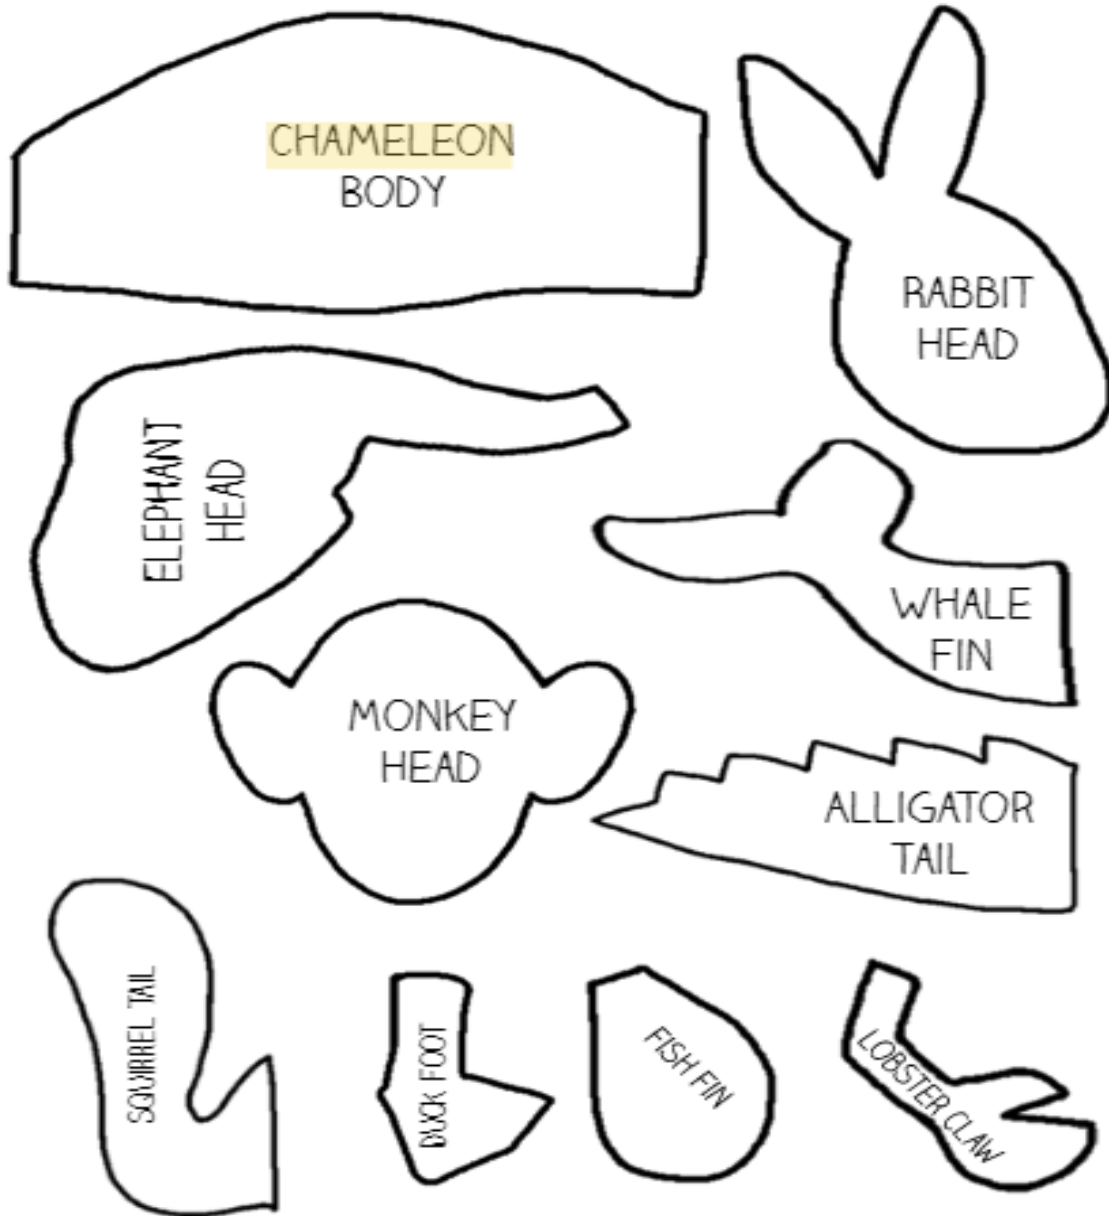 CHAMELEON
BODY
RABBIT
HEAD
ELEPHANT
HEAD
WHALE
FIN
MONKEY
HEAD
ALLIGATOR
TAIL
SQUIRREL TAIL
DUCK FOOT
FISH FIN
LOBSTER CLAW